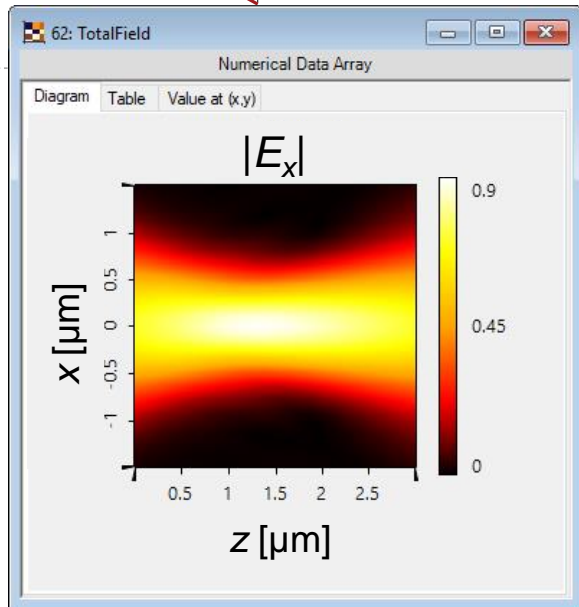 62: TotalField
Numerical Data Array
Diagram Table Value at (x,y)
|Eₓ|
x [μm]
1
0.5
0
-0.5
-1
0.5 1 1.5 2 2.5
z [μm]
0.9
0.45
0